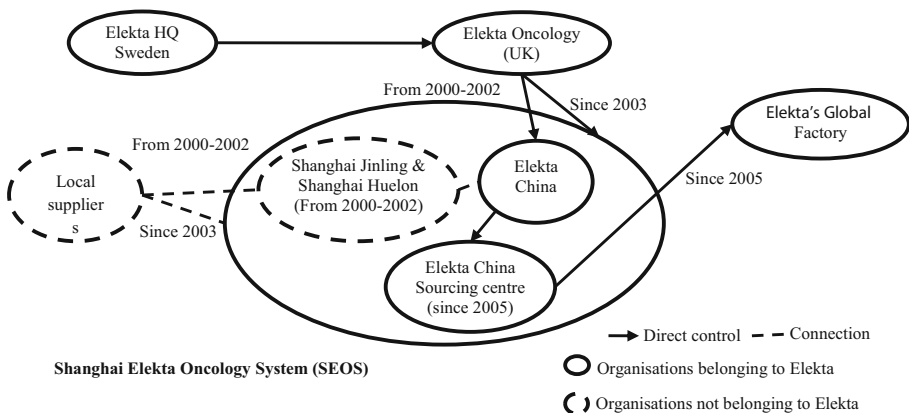 Elekta HQ
Sweden
Elekta Oncology
(UK)
From 2000-2002
Since 2003
Elekta's Global
Factory
From 2000-2002
Shanghai Jinling &
Shanghai Huelon
(From 2000-2002)
Elekta
China
Local
supplier
s
Since 2003
Since 2005
Elekta China
Sourcing centre
(since 2005)
Direct control
Connection
Shanghai Elekta Oncology System (SEOS)
Organisations belonging to Elekta
Organisations not belonging to Elekta